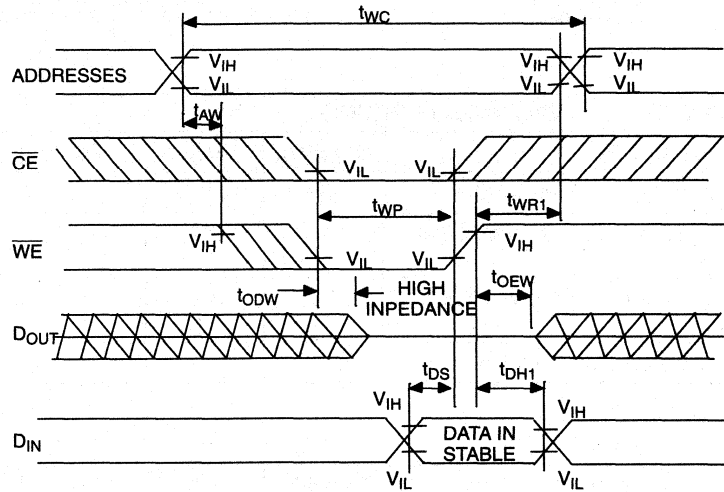 tWC
ADDRESSES
VIH
VIL
VIH
VIL
VIH
VIL
tAW
CE
VIL
VIL
tWP
tWR1
WE
VIH
VIL
VIL
VIH
tODW
HIGH
INPEDANCE
tOEW
DOUT
tDS
tDH1
VIH
VIH
DIN
DATA IN
STABLE
VIL
VIL